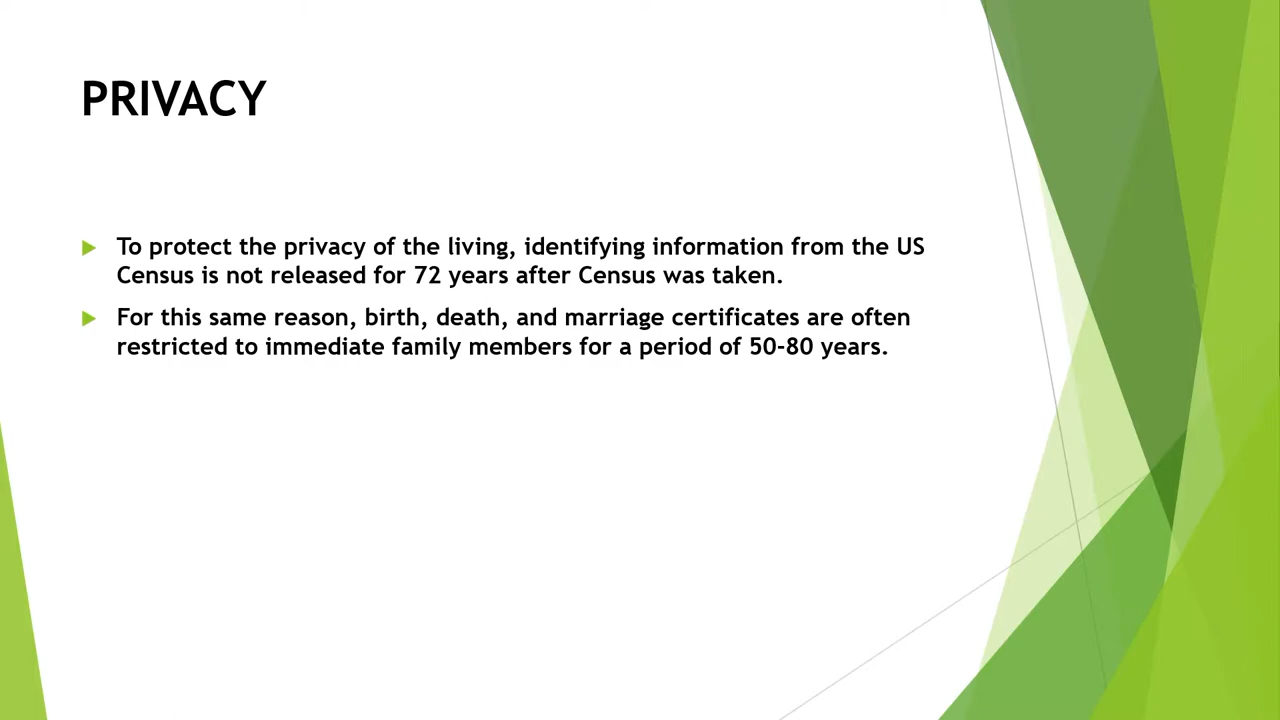 PRIVACY
To protect the privacy of the living, identifying information from the US
Census is not released for 72 years after Census was taken.
For this same reason, birth, death, and marriage certificates are often
restricted to immediate family members for a period of 50-80 years.